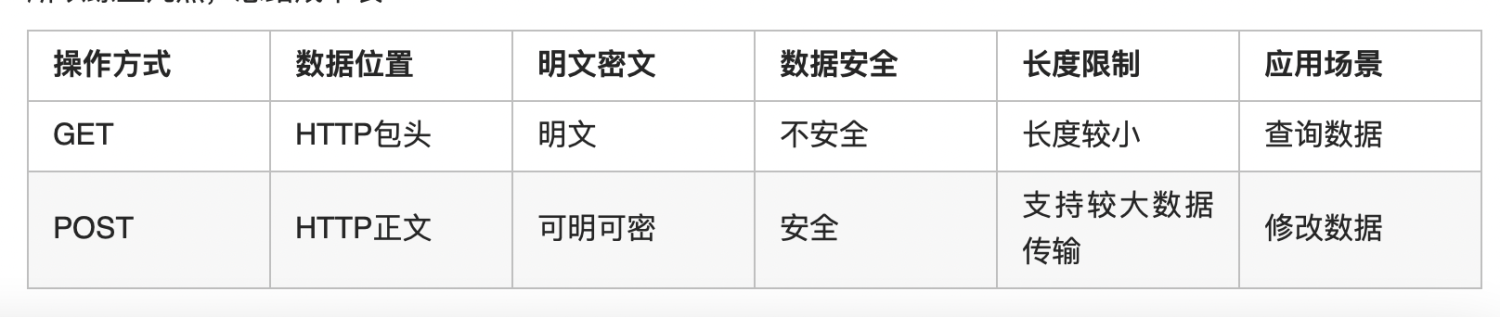 操作方式 数据位置 明文密文 数据安全 长度限制 应用场景
GET HTTP包头 明文 不安全 长度较小 查询数据
POST HTTP正文 可明可密 安全 支持较大数据传输 修改数据